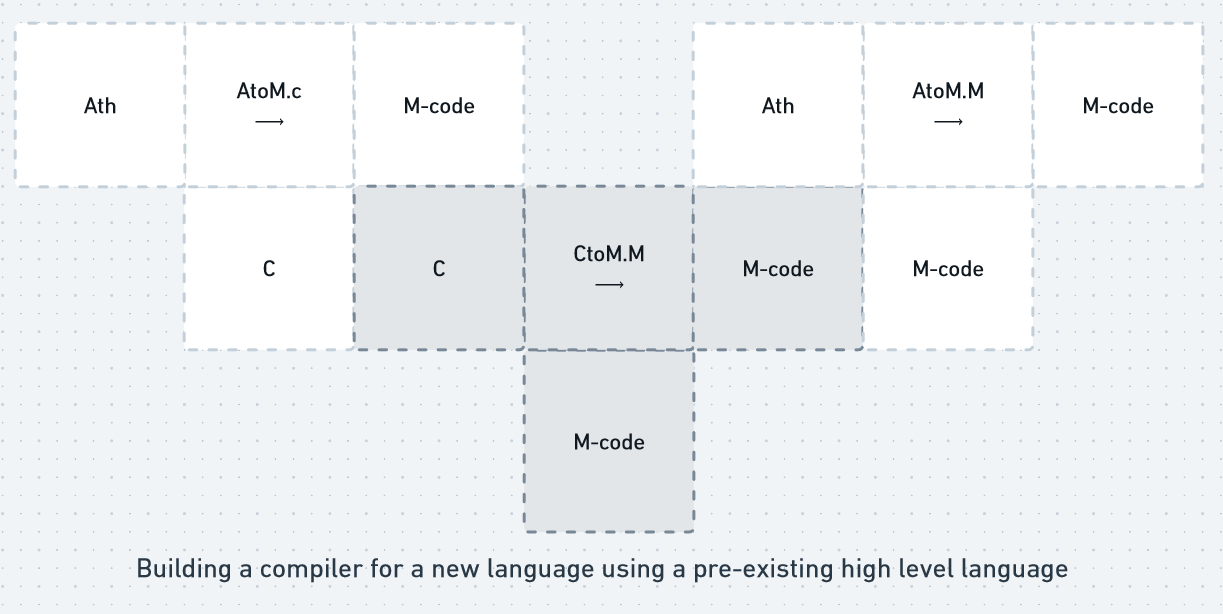 Ath
AtoM.c
M-code
Ath
AtoM.M
M-code
C
C
CtoM.M
M-code
M-code
M-code
Building a compiler for a new language using a pre-existing high level language